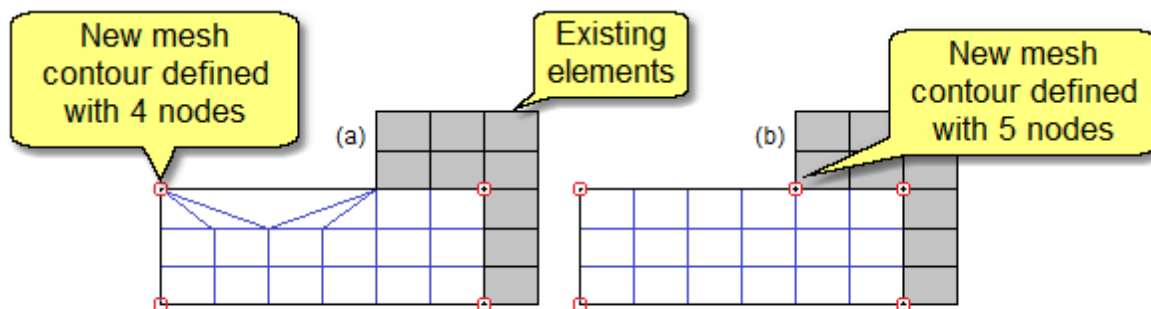 New mesh
contour defined
with 4 nodes
Existing
elements
New mesh
contour defined
with 5 nodes
(a)
(b)